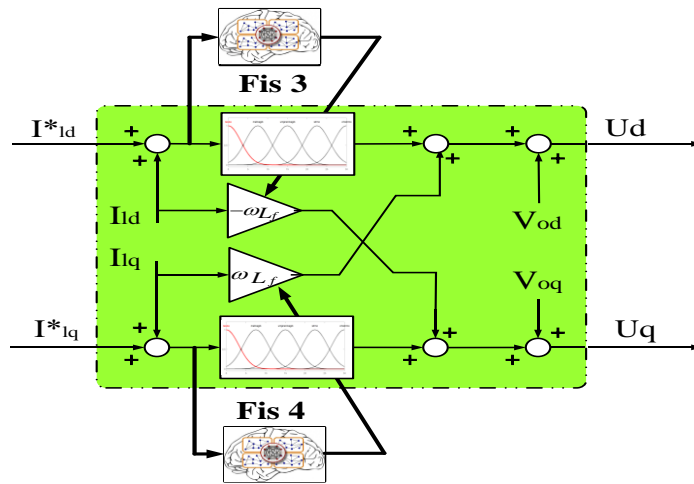 Fis 3
I*ld
+
+
+
+
+
+
Ud
Ild
−ωLf
Vod
Ilq
ωLf
Voq
I*lq
+
+
+
+
+
+
Uq
Fis 4